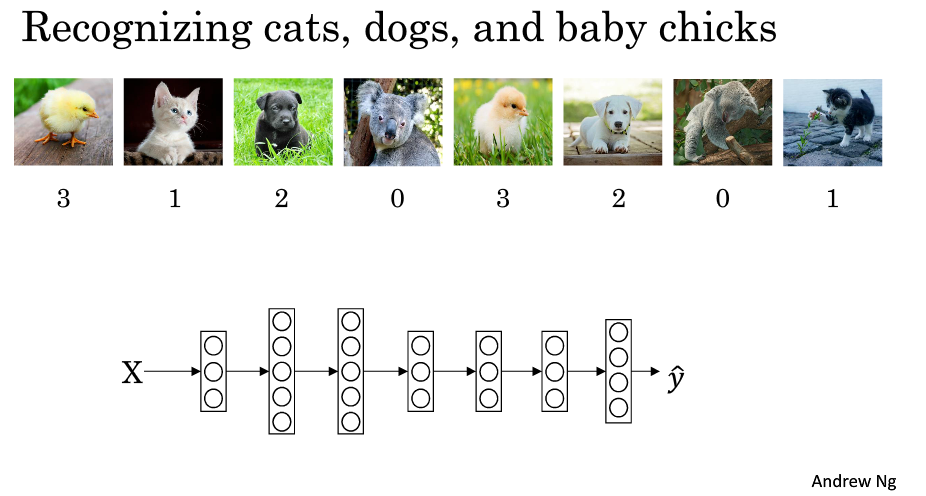 Recognizing cats, dogs, and baby chicks
3 1 2 0 3 2 0 1
X ŷ
Andrew Ng